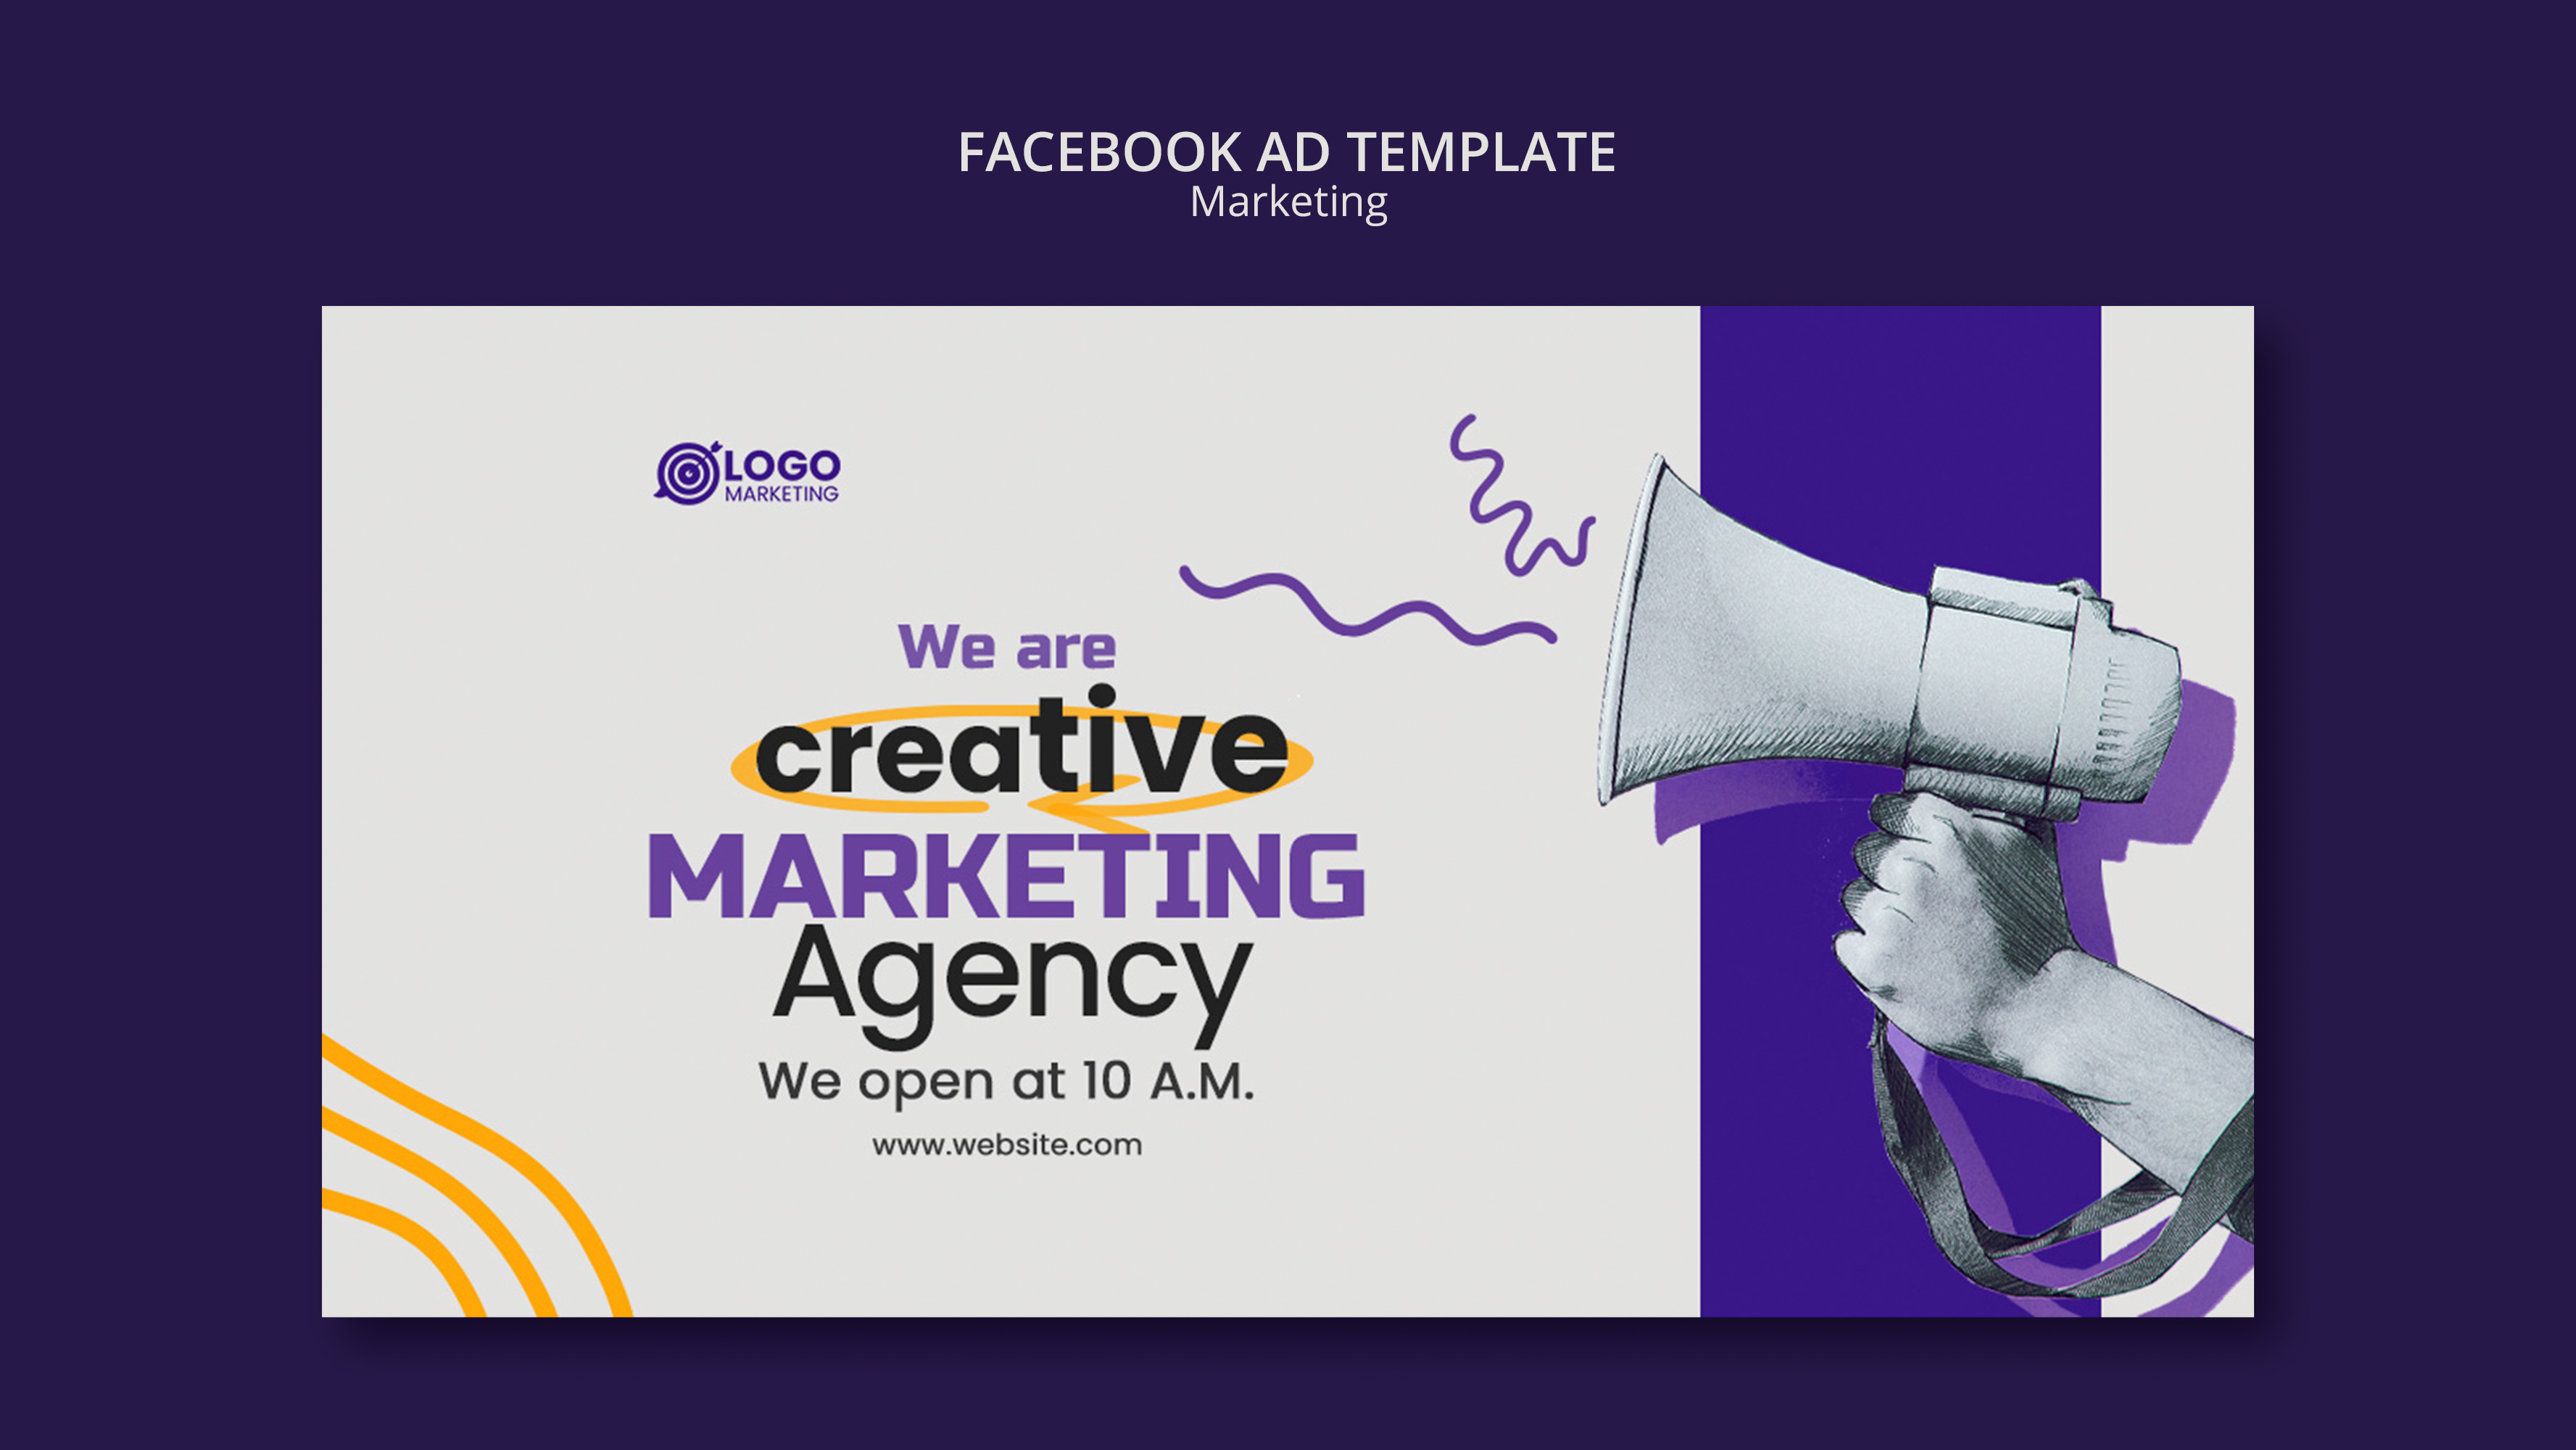 FACEBOOK AD TEMPLATE
Marketing
LOGO
MARKETING
We are
creative
MARKETING
Agency
We open at 10 A.M.
www.website.com